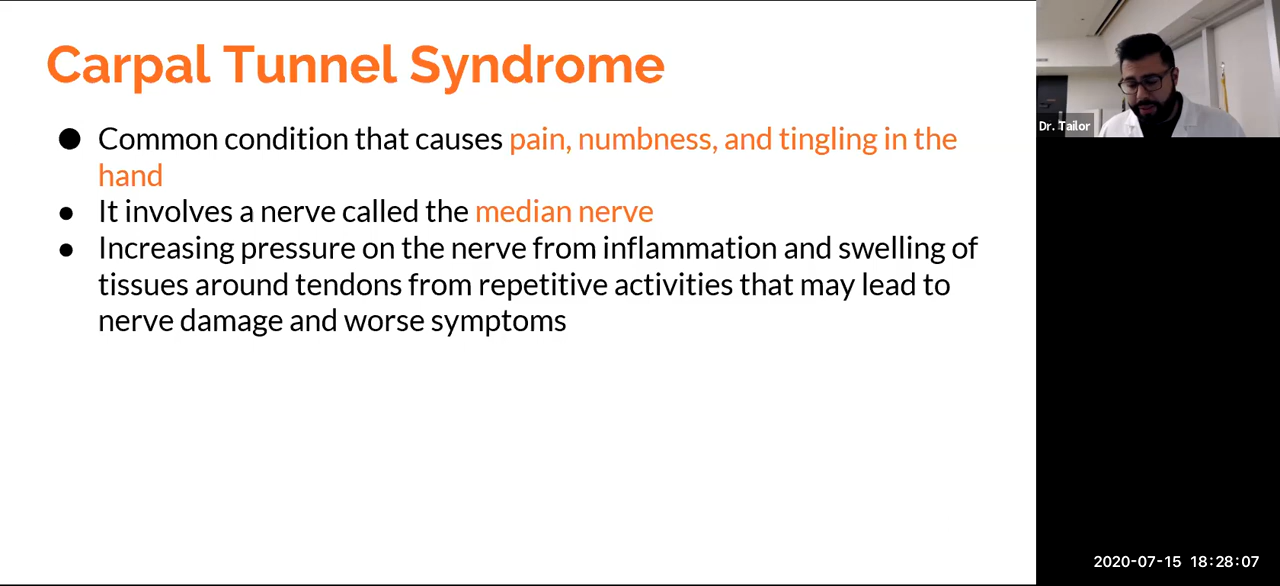 Carpal Tunnel Syndrome
● Common condition that causes pain, numbness, and tingling in the
hand
● It involves a nerve called the median nerve
● Increasing pressure on the nerve from inflammation and swelling of
tissues around tendons from repetitive activities that may lead to
nerve damage and worse symptoms
Dr. Tailor
2020-07-15 18:28:07